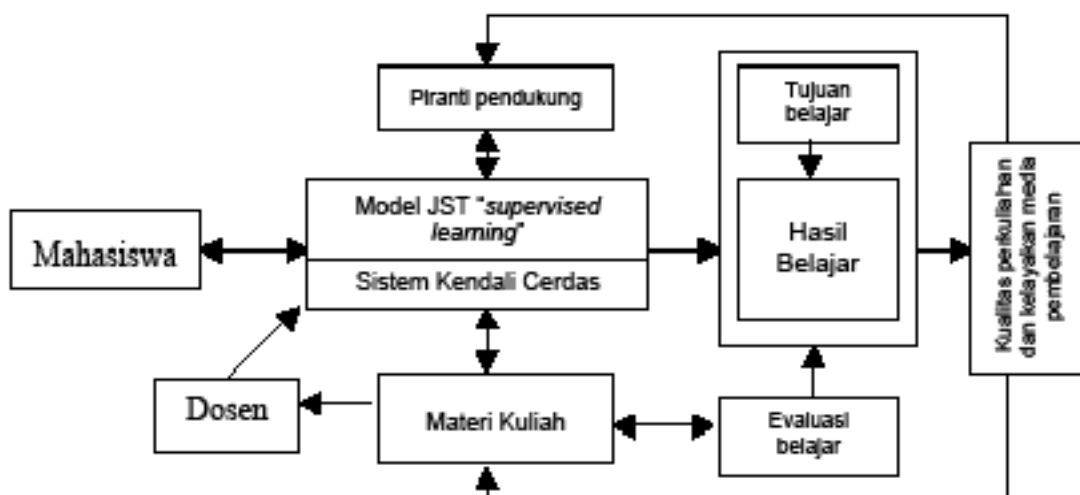 Piranti pendukung
Tujuan
belajar
Model JST "supervised
learning"
Sistem Kendali Cerdas
Mahasiswa
Hasil
Belajar
Kualitas perkuliahan
dan kelayakan media
pembelajaran
Dosen
Materi Kuliah
Evaluasi
belajar